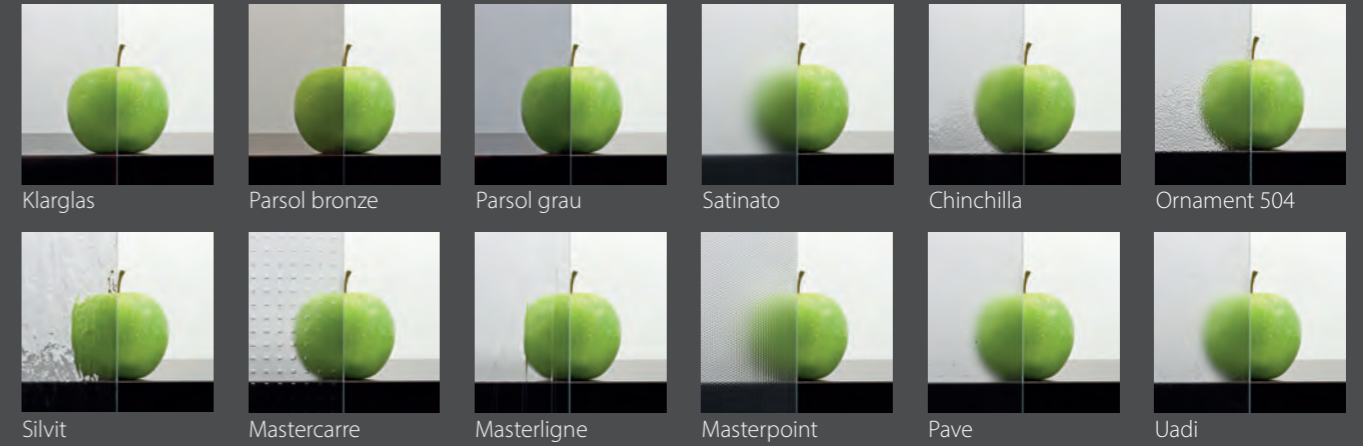 Klarglas Parsol bronze Parsol grau Satinato Chinchilla Ornament 504
Silvit Mastercarre Masterligne Masterpoint Pave Uadi